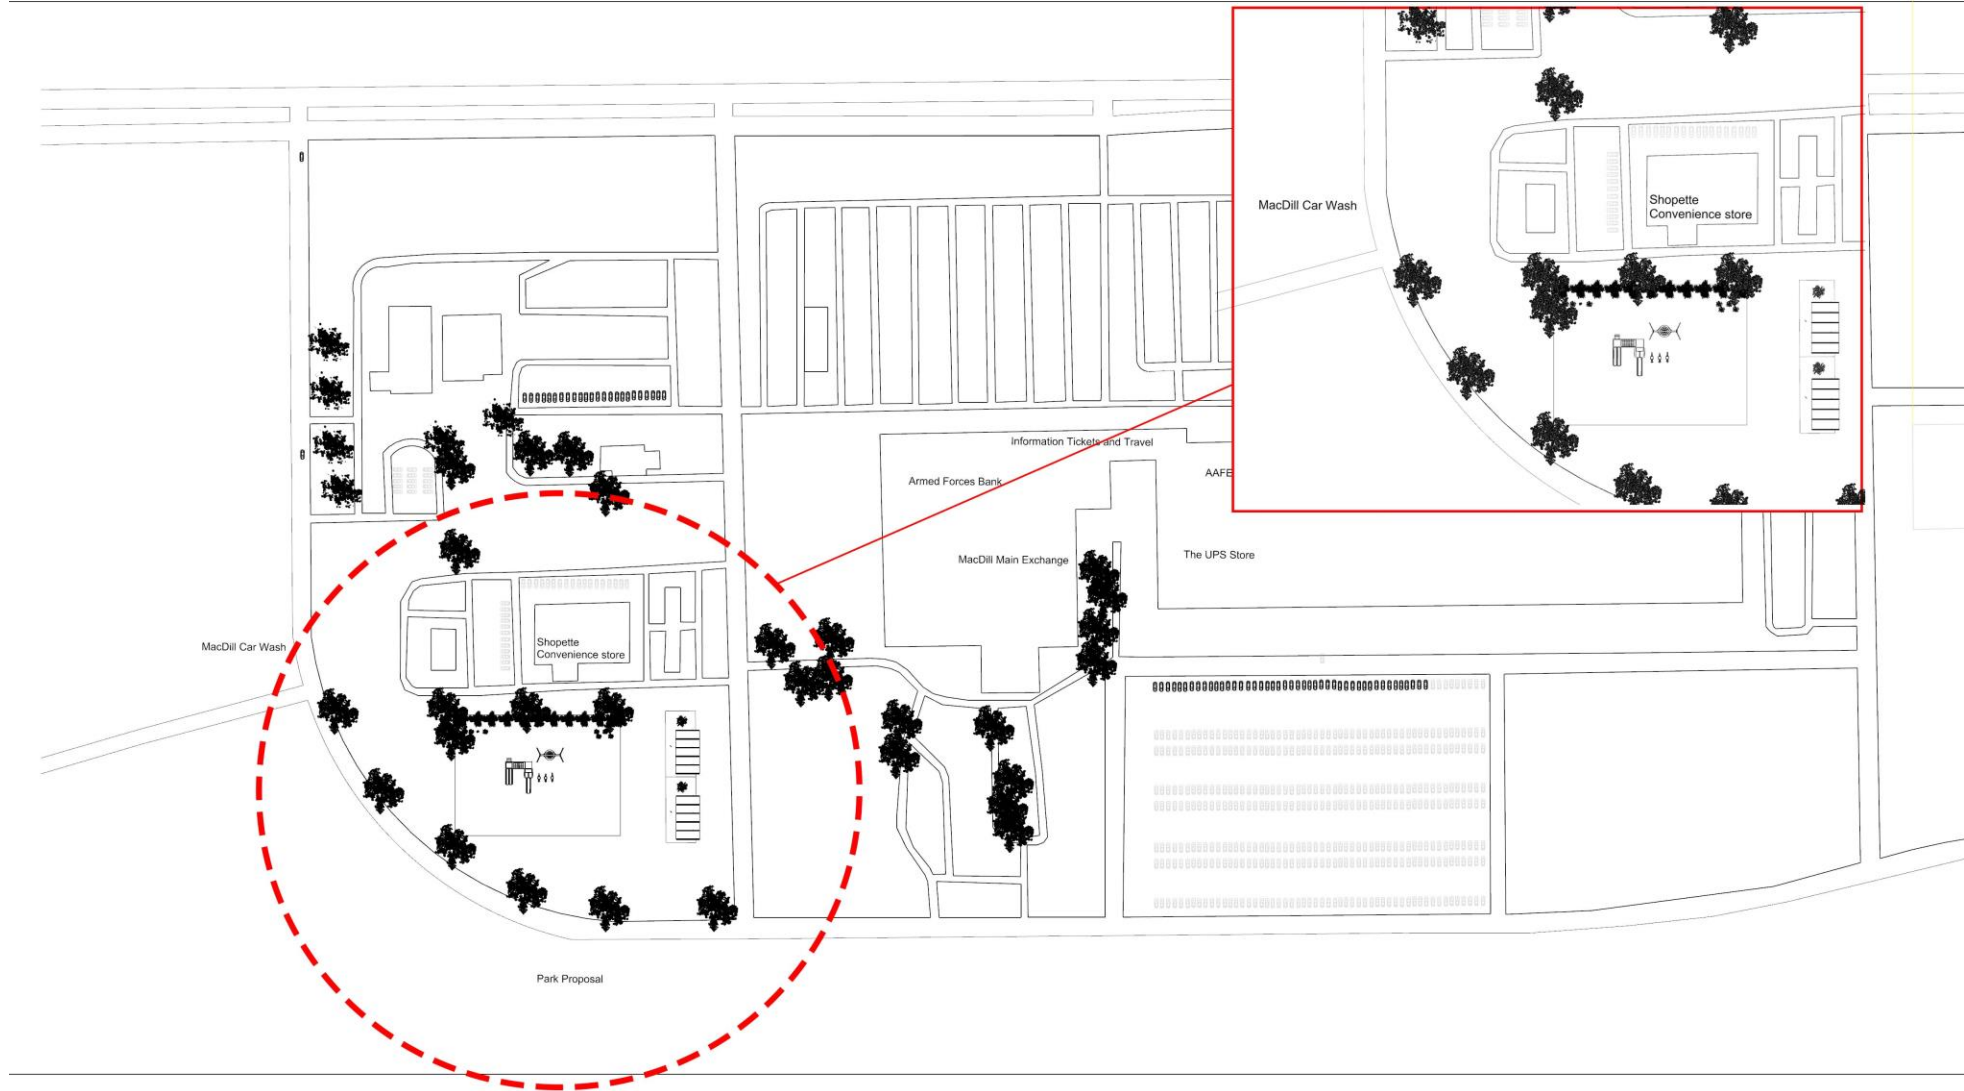 MacDill Car Wash
Shopette
Convenience store
Information Tickets and Travel
Armed Forces Bank
AAFE
MacDill Main Exchange
The UPS Store
MacDill Car Wash
Shopette
Convenience store
Park Proposal